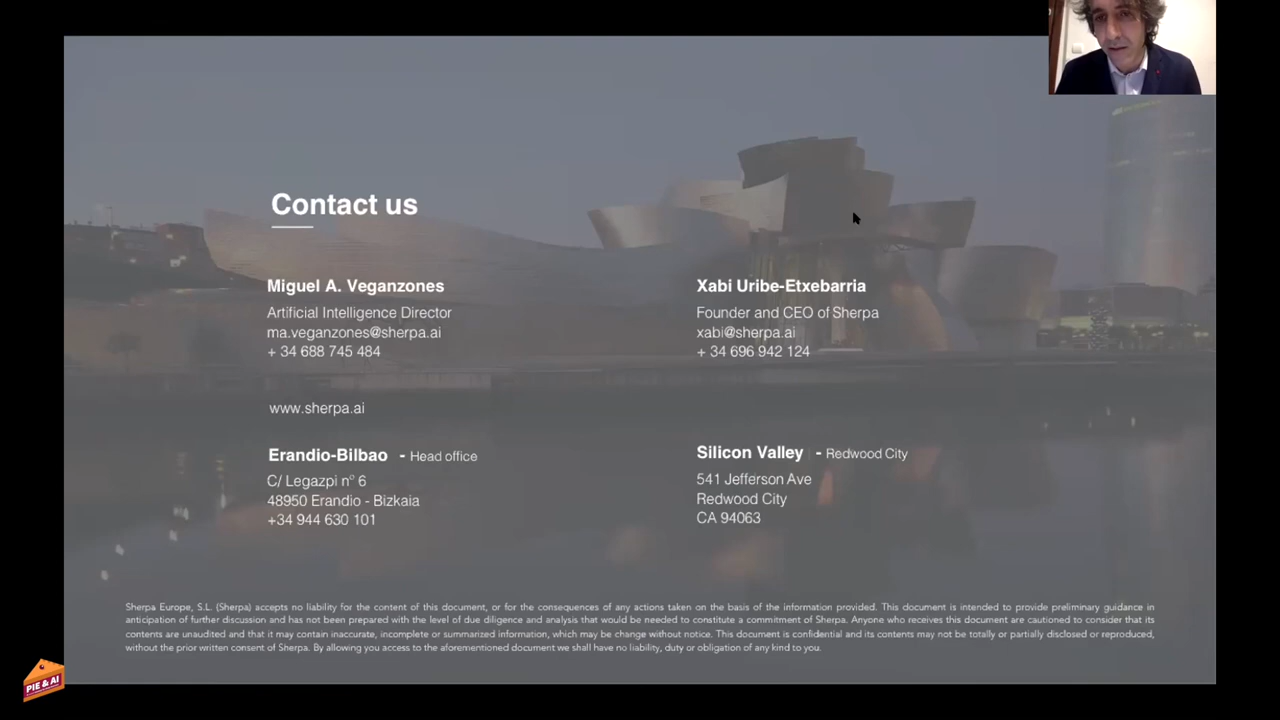 Contact us
Miguel A. Veganzones
Artificial Intelligence Director
ma.veganzones@sherpa.ai
+ 34 688 745 484
Xabi Uribe-Etxebarria
Founder and CEO of Sherpa
xabi@sherpa.ai
+ 34 696 942 124
www.sherpa.ai
Erandio-Bilbao - Head office
C/ Legazpi nº 6
48950 Erandio - Bizkaia
+34 944 630 101
Silicon Valley - Redwood City
541 Jefferson Ave
Redwood City
CA 94063
Sherpa Europe, S.L. (Sherpa) accepts no liability for the content of this document, or for the consequences of any actions taken on the basis of the information provided. This document is intended to provide preliminary guidance in
anticipation of further discussion and has not been prepared with the level of due diligence and analysis that would be needed to constitute a commitment of Sherpa. Anyone who receives this document are cautioned to consider that its
contents are unaudited and that it may contain inaccurate, incomplete or summarized information, which may be change without notice. This document is confidential and its contents may not be totally or partially disclosed or reproduced,
without the prior written consent of Sherpa. By allowing you access to the aforementioned document we shall have no liability, duty or obligation of any kind to you.
PIE & AI